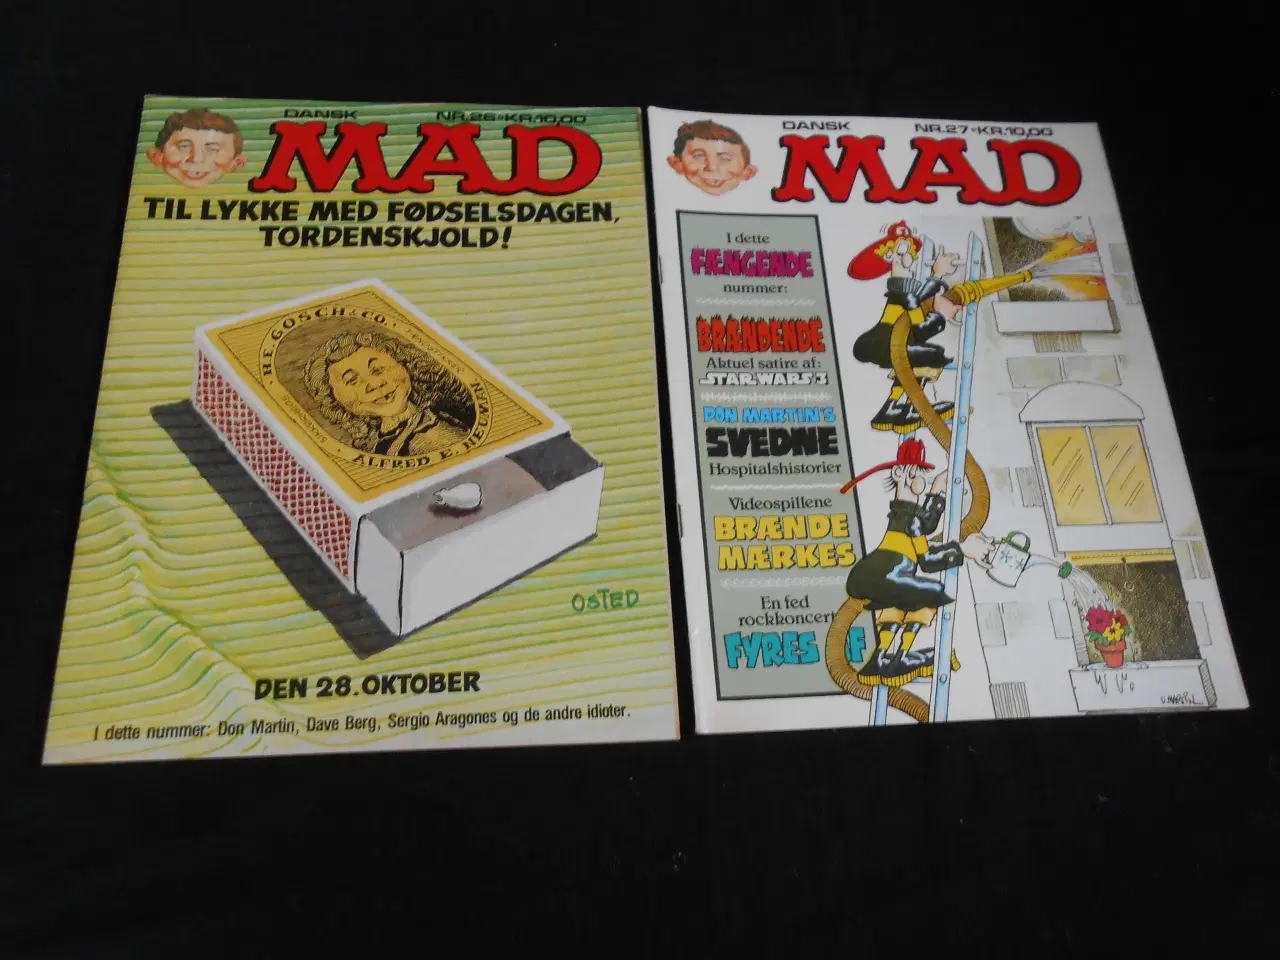 DANSK
NR.26•KR.10,00
MAD
TIL LYKKE MED FØDSELSDAGEN,
TORDENSKJOLD!
H.E. GOSCH & CO.
ALFRED E. NEUMAN
OSTED
DEN 28. OKTOBER
I dette nummer: Don Martin, Dave Berg, Sergio Aragones og de andre idioter.
DANSK
NR.27•KR.10,00
MAD
I dette
FÆNGENDE
nummer:
BRÆNDENDE
Aktuel satire af:
STAR WARS 3
DON MARTIN'S
SVEDNE
Hospitalshistorier
Videospillene
BRÆNDE
MÆRKES
En fed
rockkoncert
FYRES AF
D. MARTIN